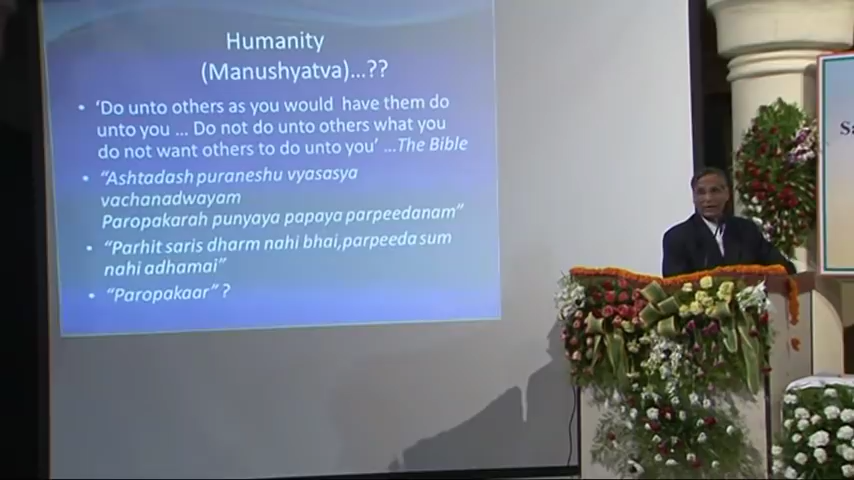 Humanity
(Manushyatva)...??
• 'Do unto others as you would have them do
unto you ... Do not do unto others what you
do not want others to do unto you' ...The Bible
• "Ashtadash puraneshu vyasasya
vachanadwayam
Paropakarah punyaya papaya parpeedanam"
• "Parhit saris dharm nahi bhai,parpeeda sum
nahi adhamai"
• "Paropakaar" ?